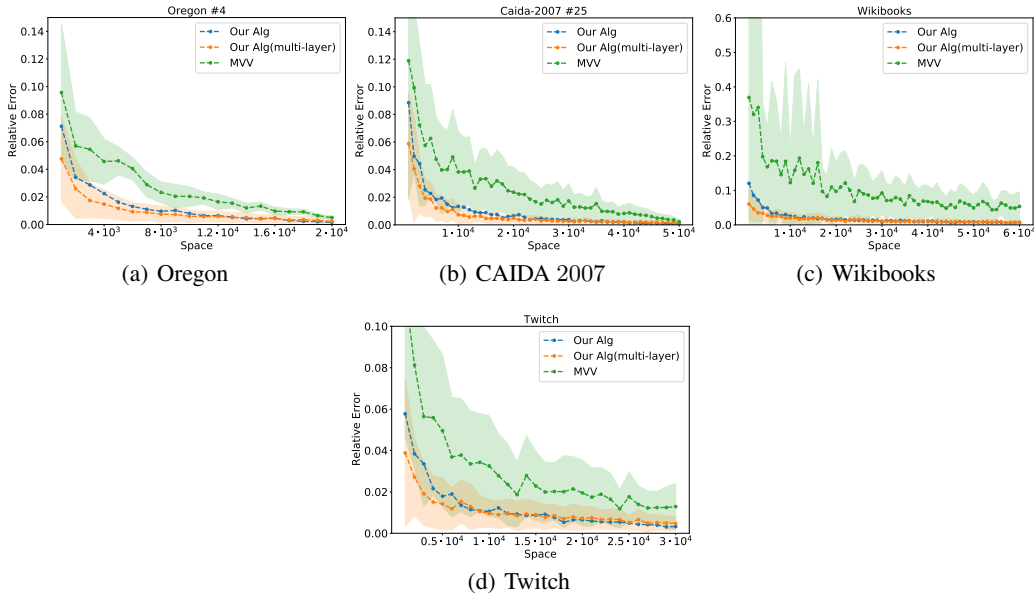 Oregon #4
0.14
0.12
0.10
0.08
0.06
0.04
0.02
0.00
Relative Error
Our Alg
Our Alg(multi-layer)
MVV
4·10³
8·10³
1.2·10⁴
1.6·10⁴
2·10⁴
Space
(a) Oregon
Caida-2007 #25
0.14
0.12
0.10
0.08
0.06
0.04
0.02
0.00
Relative Error
Our Alg
Our Alg(multi-layer)
MVV
1·10⁴
2·10⁴
3·10⁴
4·10⁴
5·10⁴
Space
(b) CAIDA 2007
Wikibooks
0.6
0.5
0.4
0.3
0.2
0.1
0.0
Relative Error
Our Alg
Our Alg(multi-layer)
MVV
1·10⁴
2·10⁴
3·10⁴
4·10⁴
5·10⁴
6·10⁴
Space
(c) Wikibooks
Twitch
0.10
0.08
0.06
0.04
0.02
0.00
Relative Error
Our Alg
Our Alg(multi-layer)
MVV
0.5·10⁴
1·10⁴
1.5·10⁴
2·10⁴
2.5·10⁴
3·10⁴
Space
(d) Twitch